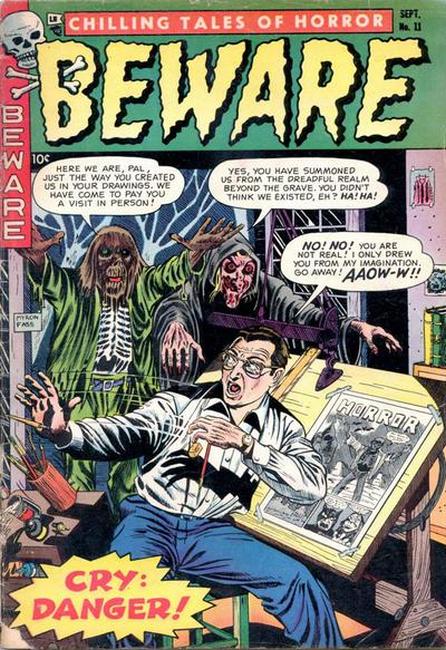 CHILLING TALES OF HORROR
SEPT.
No. 11
BEWARE
BEWARE
10¢
HERE WE ARE, PAL,
JUST THE WAY YOU CREATED
US IN YOUR DRAWINGS. WE
HAVE COME TO PAY YOU
A VISIT IN PERSON!
YES, YOU HAVE SUMMONED
US FROM THE DREADFUL REALM
BEYOND THE GRAVE. YOU DIDN'T
THINK WE EXISTED, EH? HA! HA!
NO! NO! YOU ARE
NOT REAL! I ONLY DREW
YOU FROM MY IMAGINATION.
GO AWAY! AAOW-W!!
MYRON
FASS
HORROR
CRY:
DANGER!